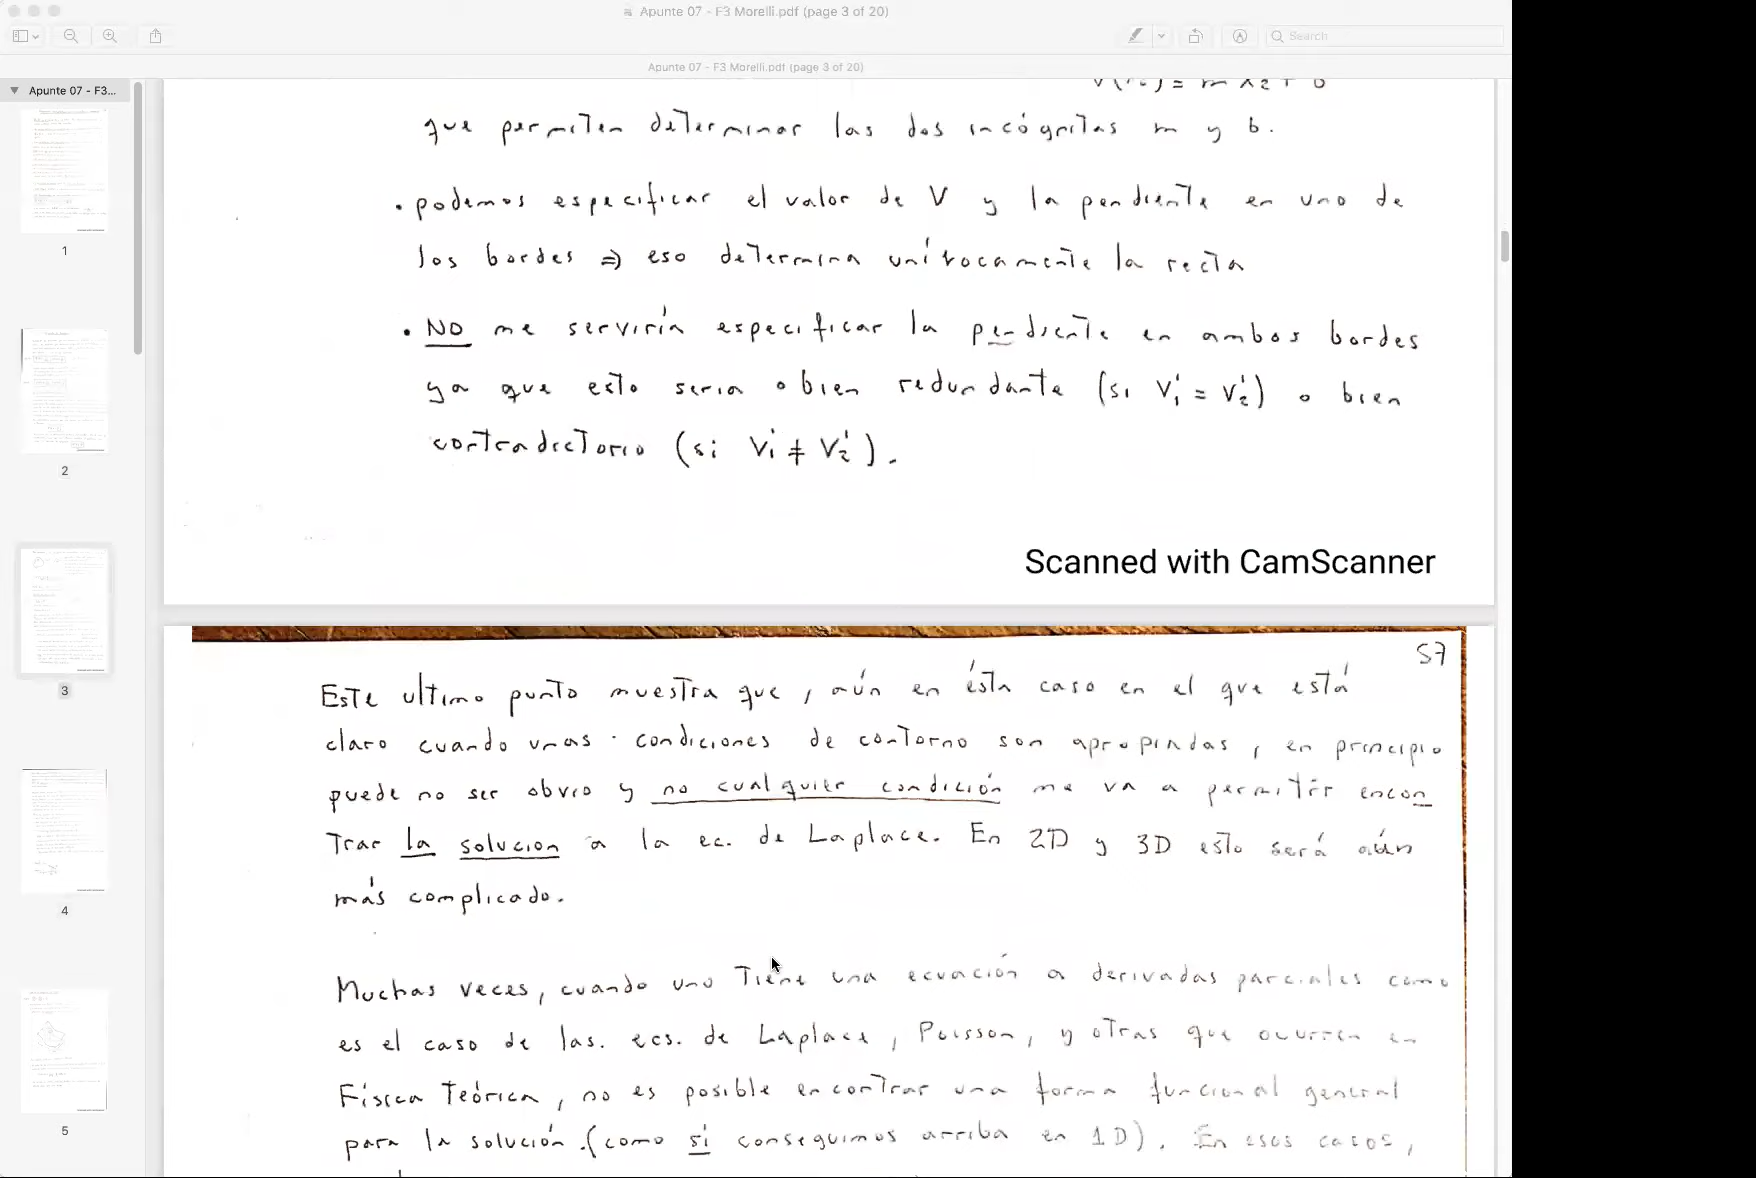 Apunte 07 - F3 Morelli.pdf (page 3 of 20)
Search
Apunte 07 - F3 Morelli.pdf (page 3 of 20)
Apunte 07 - F3...
1
2
3
4
5
que permiten determinar las dos incógnitas m y b.
• podemos especificar el valor de V y la pendiente en uno de
los bordes ⇒ eso determina unívocamente la recta
• NO me serviría especificar la pendiente en ambos bordes
ya que esto seria o bien redundante (si V₁' = V₂') o bien
contradictorio (si V₁' ≠ V₂').
Scanned with CamScanner
57
Este ultimo punto muestra que, aún en ésta caso en el que está
claro cuando unas condiciones de contorno son apropiadas, en principio
puede no ser obvio y no cualquier condición me va a permitir encon
trar la solucion a la ec. de Laplace. En 2D y 3D esto será aún
más complicado.
Muchas veces, cuando uno tiene una ecuación a derivadas parciales como
es el caso de las. ecs. de Laplace, Poisson, y otras que ocurren en
Física Teórica, no es posible encontrar una forma funcional general
para la solución. (como sí conseguimos arriba en 1D). En esos casos,